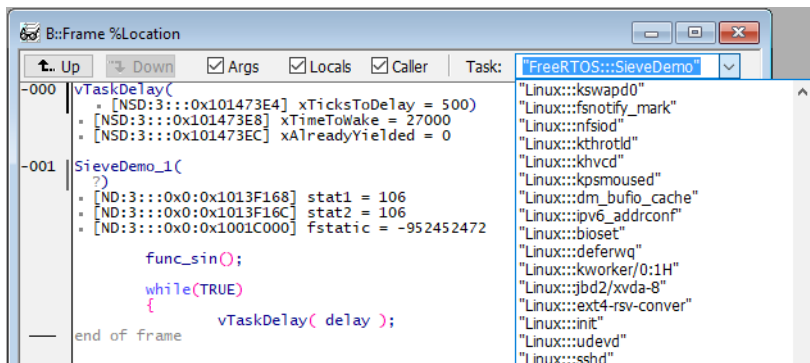 B::Frame %Location
Up Down Args Locals Caller Task: "FreeRTOS:::SieveDemo"
-000 vTaskDelay(
[NSD:3:::0x101473E4] xTicksToDelay = 500)
[NSD:3:::0x101473E8] xTimeToWake = 27000
[NSD:3:::0x101473EC] xAlreadyYielded = 0
-001 SieveDemo_1(
?)
[ND:3:::0x0:0x1013F168] stat1 = 106
[ND:3:::0x0:0x1013F16C] stat2 = 106
[ND:3:::0x0:0x1001C000] fstatic = -952452472
func_sin();
while(TRUE)
{
vTaskDelay( delay );
end of frame
"Linux:::kswapd0"
"Linux:::fsnotify_mark"
"Linux:::nfsiod"
"Linux:::kthrotld"
"Linux:::khvcd"
"Linux:::kpsmoused"
"Linux:::dm_bufio_cache"
"Linux:::ipv6_addrconf"
"Linux:::bioset"
"Linux:::deferwq"
"Linux:::kworker/0:1H"
"Linux:::jbd2/xvda-8"
"Linux:::ext4-rsv-conver"
"Linux:::init"
"Linux:::udevd"
"Linux:::sshd"